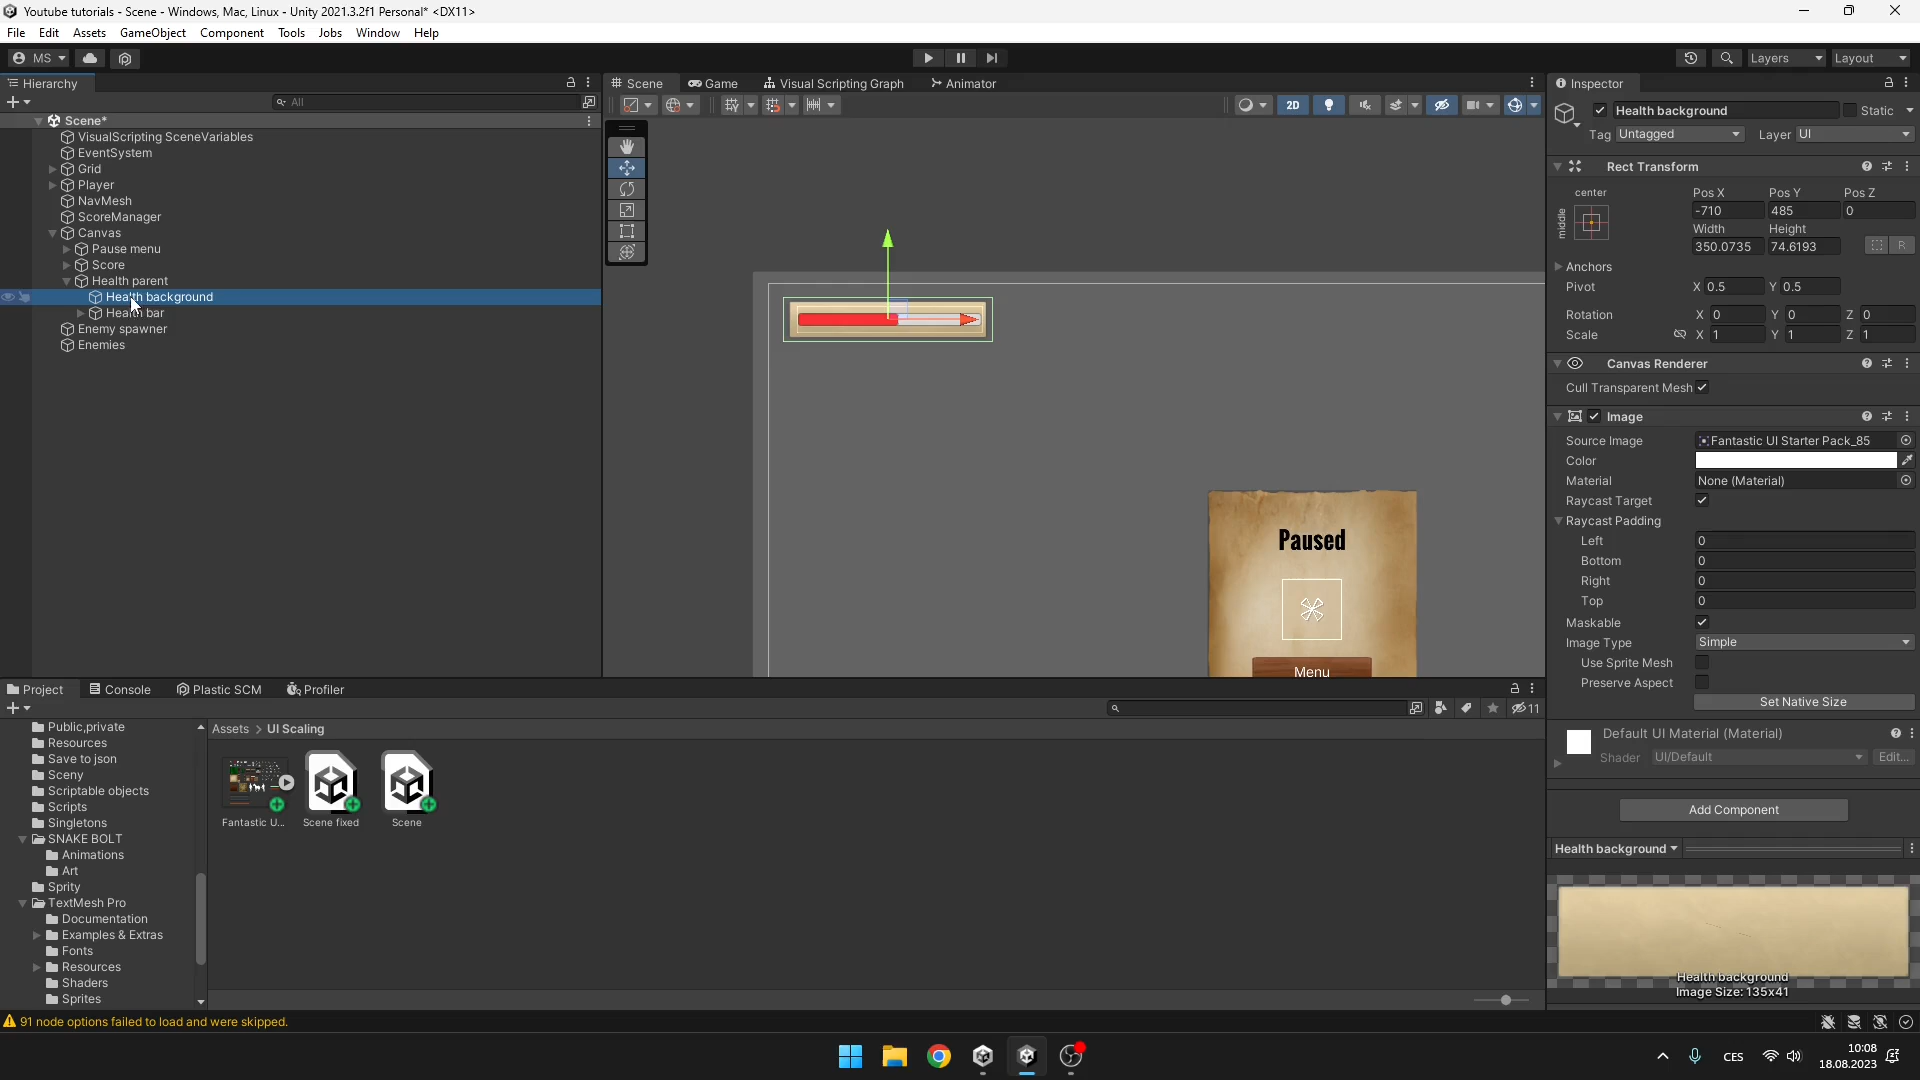 Youtube tutorials - Scene - Windows, Mac, Linux - Unity 2021.3.2f1 Personal* <DX11>
File Edit Assets GameObject Component Tools Jobs Window Help
MS
Layers Layout
Hierarchy
All
Scene*
VisualScripting SceneVariables
EventSystem
Grid
Player
NavMesh
ScoreManager
Canvas
Pause menu
Score
Health parent
Health background
Health bar
Enemy spawner
Enemies
Scene Game Visual Scripting Graph Animator
2D
Paused
Menu
Inspector
Health background Static
Tag Untagged Layer UI
Rect Transform
center
middle
Pos X Pos Y Pos Z
-710 485 0
Width Height
350.0735 74.6193 R
Anchors
Pivot X 0.5 Y 0.5
Rotation X 0 Y 0 Z 0
Scale X 1 Y 1 Z 1
Canvas Renderer
Cull Transparent Mesh
Image
Source Image Fantastic UI Starter Pack_85
Color
Material None (Material)
Raycast Target
Raycast Padding
Left 0
Bottom 0
Right 0
Top 0
Maskable
Image Type Simple
Use Sprite Mesh
Preserve Aspect
Set Native Size
Default UI Material (Material)
Shader UI/Default Edit...
Add Component
Health background
Health background
Image Size: 135x41
Project Console Plastic SCM Profiler
11
Public,private
Resources
Save to json
Sceny
Scriptable objects
Scripts
Singletons
SNAKE BOLT
Animations
Art
Sprity
TextMesh Pro
Documentation
Examples & Extras
Fonts
Resources
Shaders
Sprites
Assets > UI Scaling
Fantastic U... Scene fixed Scene
91 node options failed to load and were skipped.
CES
10:08
18.08.2023